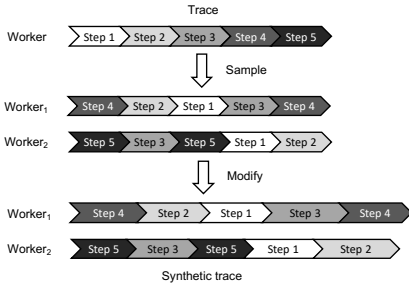 Trace
Worker Step 1 Step 2 Step 3 Step 4 Step 5
Sample
Worker1 Step 4 Step 2 Step 1 Step 3 Step 4
Worker2 Step 5 Step 3 Step 5 Step 1 Step 2
Modify
Worker1 Step 4 Step 2 Step 1 Step 3 Step 4
Worker2 Step 5 Step 3 Step 5 Step 1 Step 2
Synthetic trace